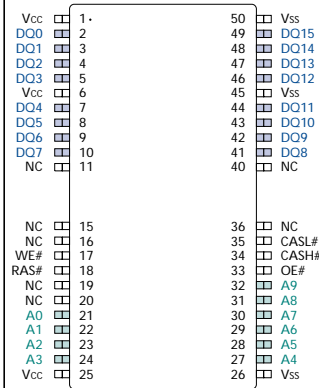 Vcc 1 50 Vss
DQ0 2 49 DQ15
DQ1 3 48 DQ14
DQ2 4 47 DQ13
DQ3 5 46 DQ12
Vcc 6 45 Vss
DQ4 7 44 DQ11
DQ5 8 43 DQ10
DQ6 9 42 DQ9
DQ7 10 41 DQ8
NC 11 40 NC
NC 15 36 NC
NC 16 35 CASL#
WE# 17 34 CASH#
RAS# 18 33 OE#
NC 19 32 A9
NC 20 31 A8
A0 21 30 A7
A1 22 29 A6
A2 23 28 A5
A3 24 27 A4
Vcc 25 26 Vss